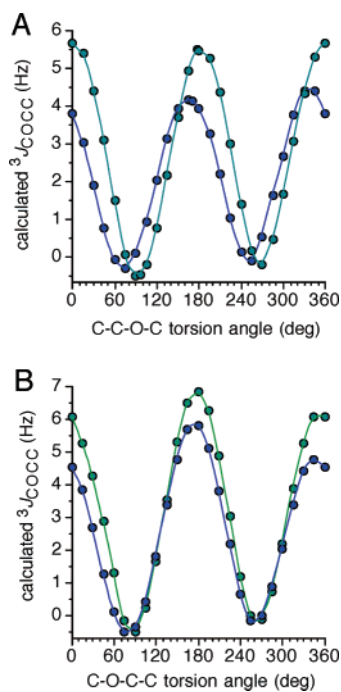 A
calculated ³J_COCC (Hz)
6
5
4
3
2
1
0
0 60 120 180 240 300 360
C-C-O-C torsion angle (deg)
B
calculated ³J_COCC (Hz)
7
6
5
4
3
2
1
0
0 60 120 180 240 300 360
C-O-C-C torsion angle (deg)